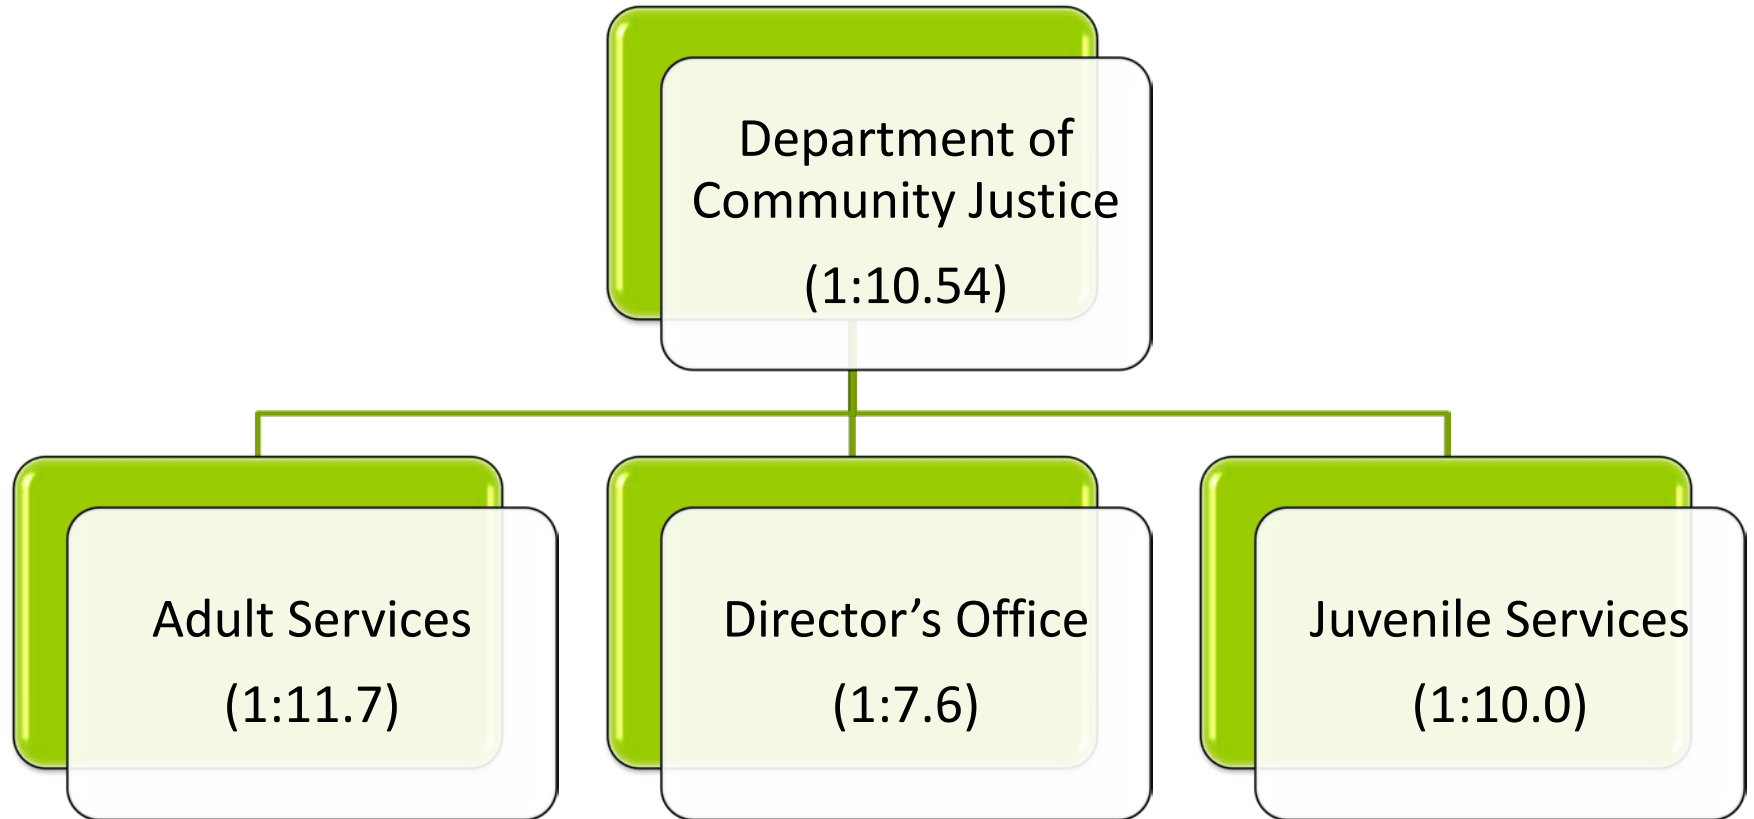 Department of
Community Justice
(1:10.54)
Adult Services
(1:11.7)
Director’s Office
(1:7.6)
Juvenile Services
(1:10.0)